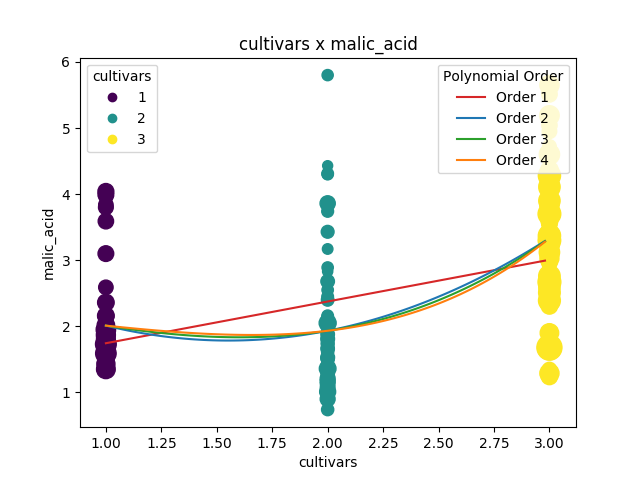 cultivars x malic_acid
cultivars
1
2
3
Polynomial Order
Order 1
Order 2
Order 3
Order 4
malic_acid
6
5
4
3
2
1
1.00 1.25 1.50 1.75 2.00 2.25 2.50 2.75 3.00
cultivars